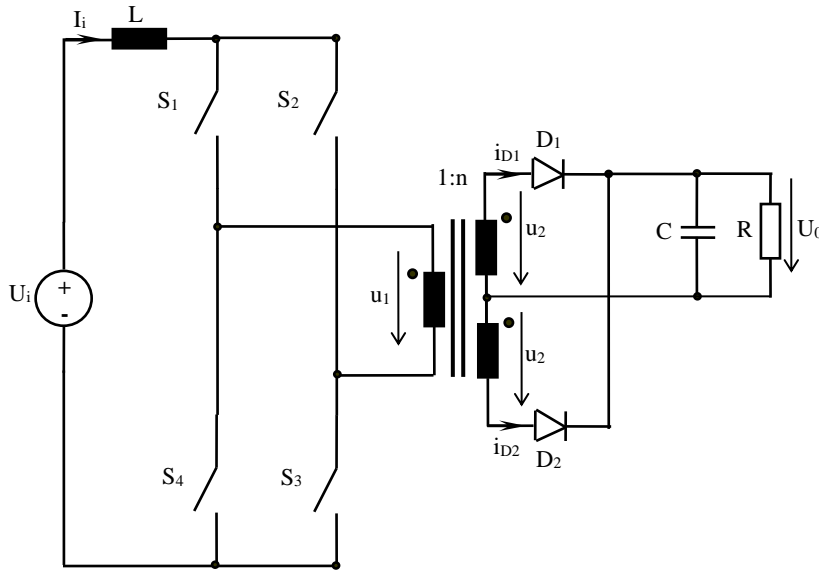 Iᵢ
L
S₁
S₂
i_D1
D₁
1:n
u₂
C
R
U₀
Uᵢ
+
-
u₁
u₂
S₄
S₃
i_D2
D₂